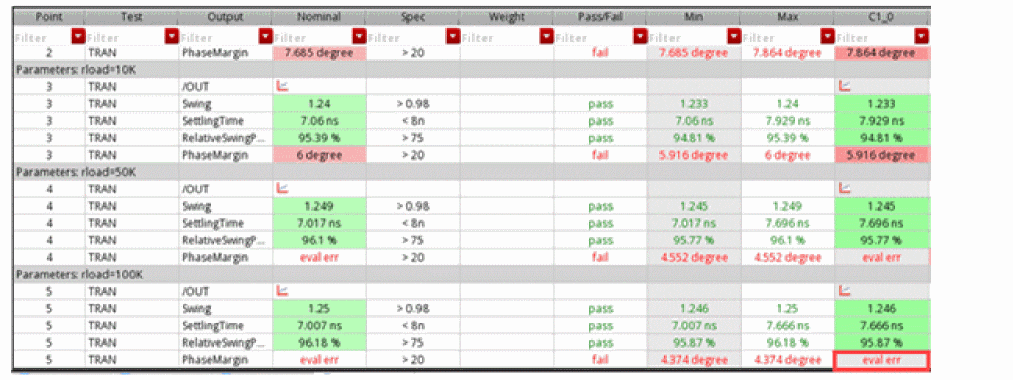 Point Test Output Nominal Spec Weight Pass/Fail Min Max C1_0
Filter Filter Filter Filter Filter Filter Filter Filter Filter Filter
2 TRAN PhaseMargin 7.685 degree > 20 fail 7.685 degree 7.864 degree 7.864 degree
Parameters: rload=10K
3 TRAN /OUT
3 TRAN Swing 1.24 > 0.98 pass 1.233 1.24 1.233
3 TRAN SettlingTime 7.06 ns < 8n pass 7.06 ns 7.929 ns 7.929 ns
3 TRAN RelativeSwingP... 95.39 % > 75 pass 94.81 % 95.39 % 94.81 %
3 TRAN PhaseMargin 6 degree > 20 fail 5.916 degree 6 degree 5.916 degree
Parameters: rload=50K
4 TRAN /OUT
4 TRAN Swing 1.249 > 0.98 pass 1.245 1.249 1.245
4 TRAN SettlingTime 7.017 ns < 8n pass 7.017 ns 7.696 ns 7.696 ns
4 TRAN RelativeSwingP... 96.1 % > 75 pass 95.77 % 96.1 % 95.77 %
4 TRAN PhaseMargin eval err > 20 fail 4.552 degree 4.552 degree eval err
Parameters: rload=100K
5 TRAN /OUT
5 TRAN Swing 1.25 > 0.98 pass 1.246 1.25 1.246
5 TRAN SettlingTime 7.007 ns < 8n pass 7.007 ns 7.666 ns 7.666 ns
5 TRAN RelativeSwingP... 96.18 % > 75 pass 95.87 % 96.18 % 95.87 %
5 TRAN PhaseMargin eval err > 20 fail 4.374 degree 4.374 degree eval err